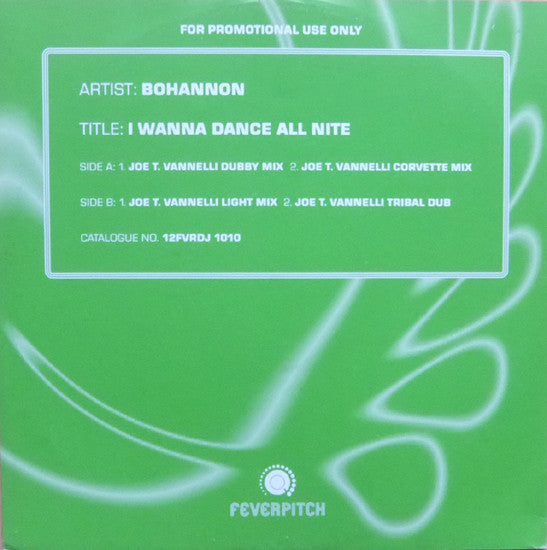 FOR PROMOTIONAL USE ONLY
ARTIST: BOHANNON
TITLE: I WANNA DANCE ALL NITE
SIDE A: 1. JOE T. VANNELLI DUBBY MIX 2. JOE T. VANNELLI CORVETTE MIX
SIDE B: 1. JOE T. VANNELLI LIGHT MIX 2. JOE T. VANNELLI TRIBAL DUB
CATALOGUE NO. 12FVRDJ 1010
FEVERPITCH